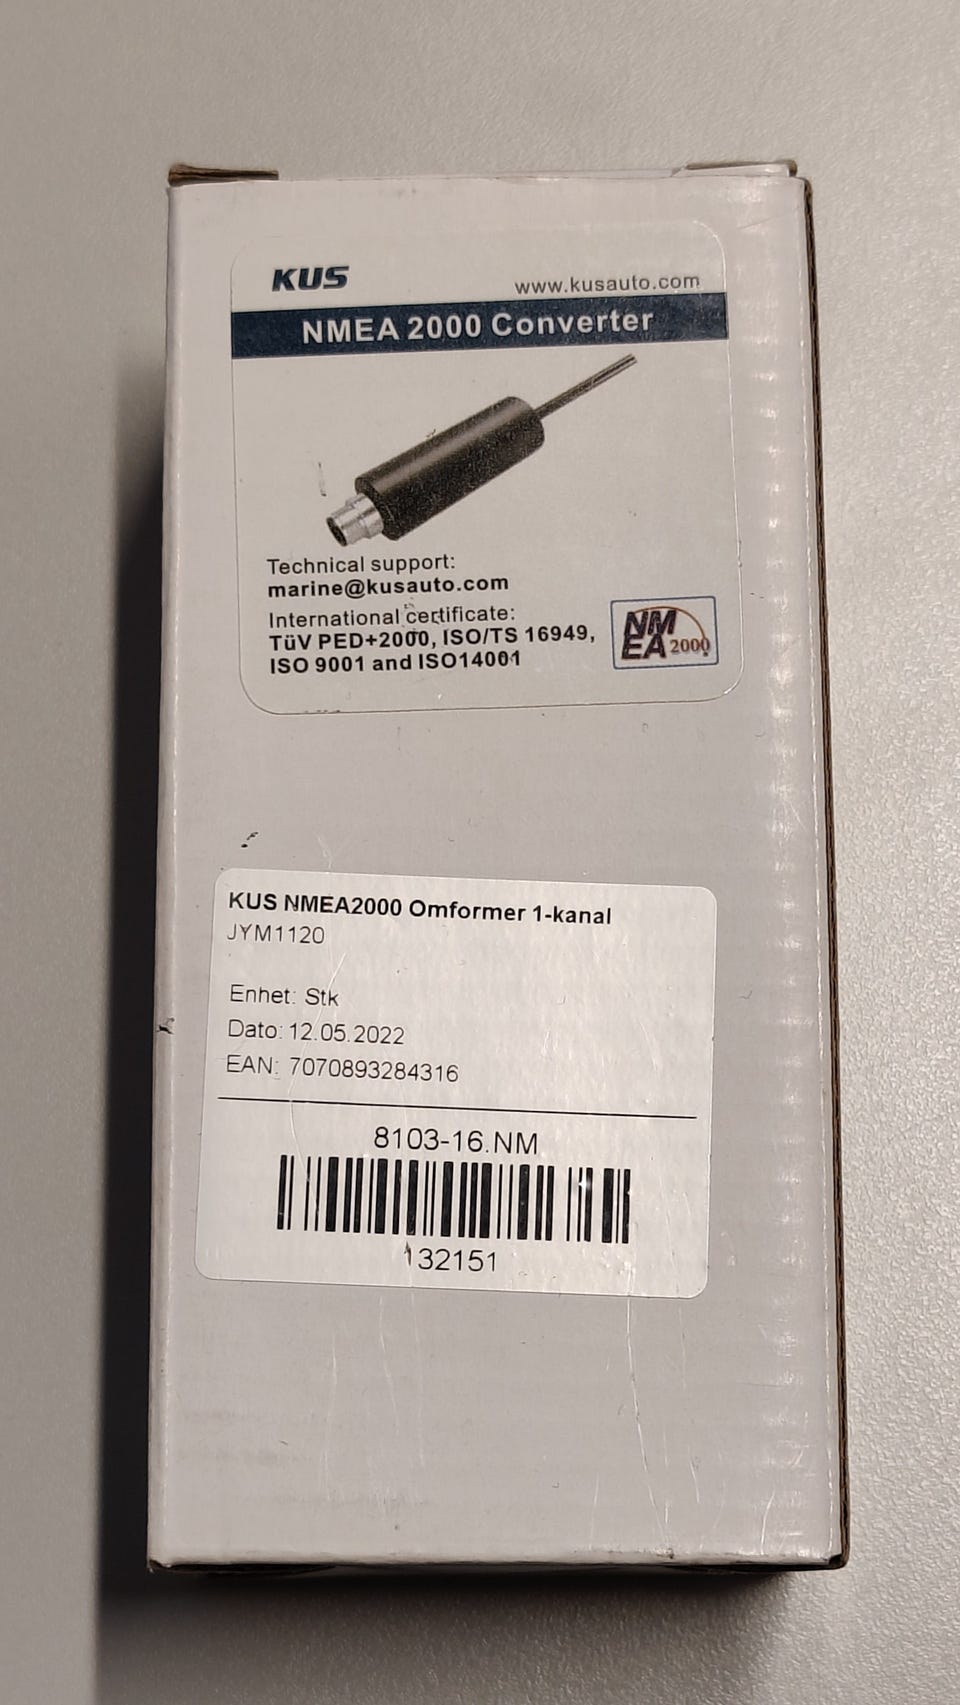 KUS
www.kusauto.com
NMEA 2000 Converter
Technical support:
marine@kusauto.com
International certificate:
TüV PED+2000, ISO/TS 16949,
ISO 9001 and ISO14001
NMEA 2000
KUS NMEA2000 Omformer 1-kanal
JYM1120
Enhet: Stk
Dato: 12.05.2022
EAN: 7070893284316
8103-16.NM
132151